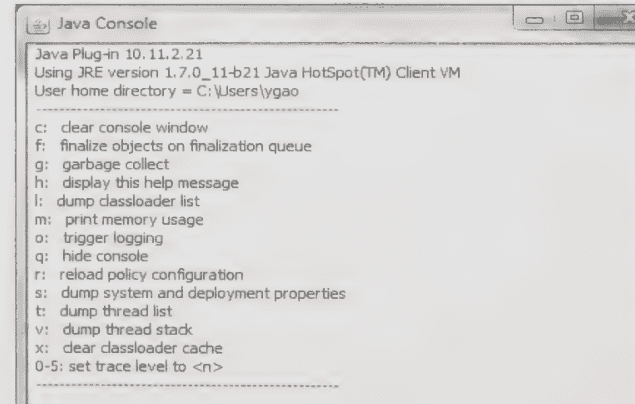 Java Console
Java Plug-in 10.11.2.21
Using JRE version 1.7.0_11-b21 Java HotSpot(TM) Client VM
User home directory = C:\Users\ygao
----------------------------------------------------
c:   clear console window
f:   finalize objects on finalization queue
g:   garbage collect
h:   display this help message
l:   dump classloader list
m:   print memory usage
o:   trigger logging
q:   hide console
r:   reload policy configuration
s:   dump system and deployment properties
t:   dump thread list
v:   dump thread stack
x:   clear classloader cache
0-5: set trace level to <n>
----------------------------------------------------